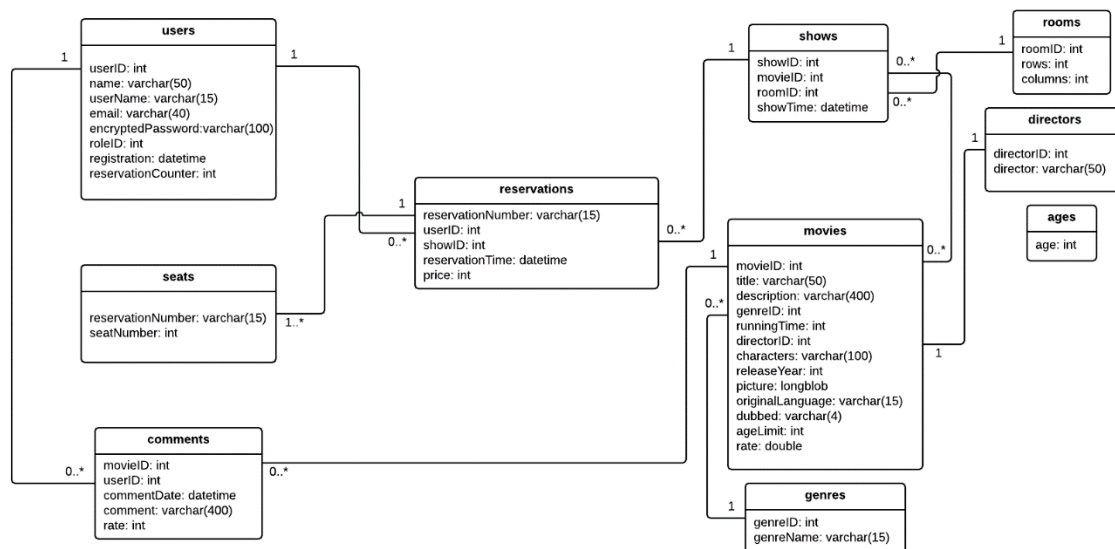 users
userID: int
name: varchar(50)
userName: varchar(15)
email: varchar(40)
encryptedPassword:varchar(100)
roleID: int
registration: datetime
reservationCounter: int
1
1
shows
showID: int
movieID: int
roomID: int
showTime: datetime
1
0..*
0..*
rooms
roomID: int
rows: int
columns: int
1
directors
directorID: int
director: varchar(50)
1
ages
age: int
reservations
reservationNumber: varchar(15)
userID: int
showID: int
reservationTime: datetime
price: int
1
0..*
0..*
seats
reservationNumber: varchar(15)
seatNumber: int
1..*
movies
movieID: int
title: varchar(50)
description: varchar(400)
genreID: int
runningTime: int
directorID: int
characters: varchar(100)
releaseYear: int
picture: longblob
originalLanguage: varchar(15)
dubbed: varchar(4)
ageLimit: int
rate: double
1
0..*
0..*
1
comments
movieID: int
userID: int
commentDate: datetime
comment: varchar(400)
rate: int
0..*
0..*
genres
genreID: int
genreName: varchar(15)
1